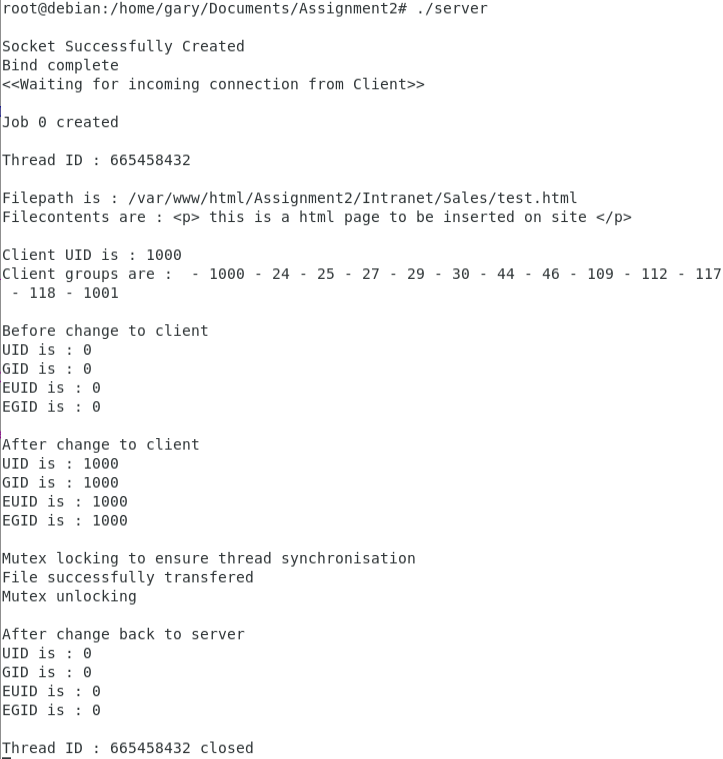 root@debian:/home/gary/Documents/Assignment2# ./server
Socket Successfully Created
Bind complete
<<Waiting for incoming connection from Client>>
Job 0 created
Thread ID : 665458432
Filepath is : /var/www/html/Assignment2/Intranet/Sales/test.html
Filecontents are : <p> this is a html page to be inserted on site </p>
Client UID is : 1000
Client groups are :  - 1000 - 24 - 25 - 27 - 29 - 30 - 44 - 46 - 109 - 112 - 117
 - 118 - 1001
Before change to client
UID is : 0
GID is : 0
EUID is : 0
EGID is : 0
After change to client
UID is : 1000
GID is : 1000
EUID is : 1000
EGID is : 1000
Mutex locking to ensure thread synchronisation
File successfully transfered
Mutex unlocking
After change back to server
UID is : 0
GID is : 0
EUID is : 0
EGID is : 0
Thread ID : 665458432 closed